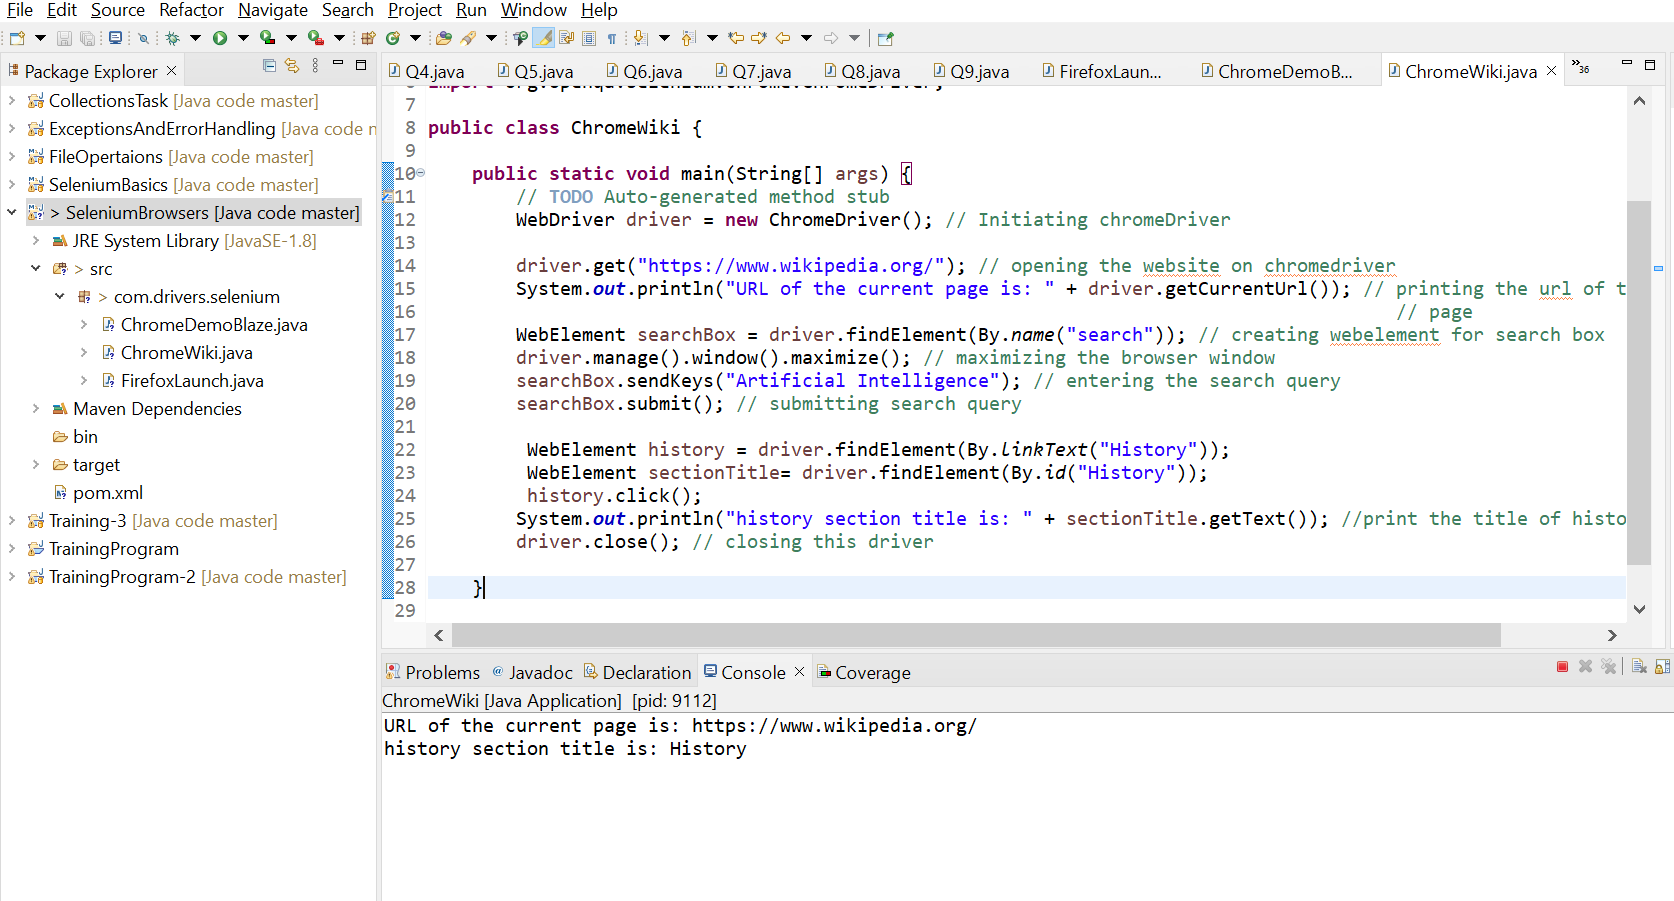 File Edit Source Refactor Navigate Search Project Run Window Help
Package Explorer
CollectionsTask [Java code master]
ExceptionsAndErrorHandling [Java code m
FileOpertaions [Java code master]
SeleniumBasics [Java code master]
> SeleniumBrowsers [Java code master]
JRE System Library [JavaSE-1.8]
> src
> com.drivers.selenium
ChromeDemoBlaze.java
ChromeWiki.java
FirefoxLaunch.java
Maven Dependencies
bin
target
pom.xml
Training-3 [Java code master]
TrainingProgram
TrainingProgram-2 [Java code master]
Q4.java Q5.java Q6.java Q7.java Q8.java Q9.java FirefoxLaun... ChromeDemoB... ChromeWiki.java »36
6 import org.openqa.selenium.chrome.ChromeDriver;
7
8 public class ChromeWiki {
9
10 public static void main(String[] args) {
11 // TODO Auto-generated method stub
12 WebDriver driver = new ChromeDriver(); // Initiating chromeDriver
13
14 driver.get("https://www.wikipedia.org/"); // opening the website on chromedriver
15 System.out.println("URL of the current page is: " + driver.getCurrentUrl()); // printing the url of t
16 // page
17 WebElement searchBox = driver.findElement(By.name("search")); // creating webelement for search box
18 driver.manage().window().maximize(); // maximizing the browser window
19 searchBox.sendKeys("Artificial Intelligence"); // entering the search query
20 searchBox.submit(); // submitting search query
21
22 WebElement history = driver.findElement(By.linkText("History"));
23 WebElement sectionTitle= driver.findElement(By.id("History"));
24 history.click();
25 System.out.println("history section title is: " + sectionTitle.getText()); //print the title of histo
26 driver.close(); // closing this driver
27
28 }
29
Problems Javadoc Declaration Console Coverage
ChromeWiki [Java Application] [pid: 9112]
URL of the current page is: https://www.wikipedia.org/
history section title is: History